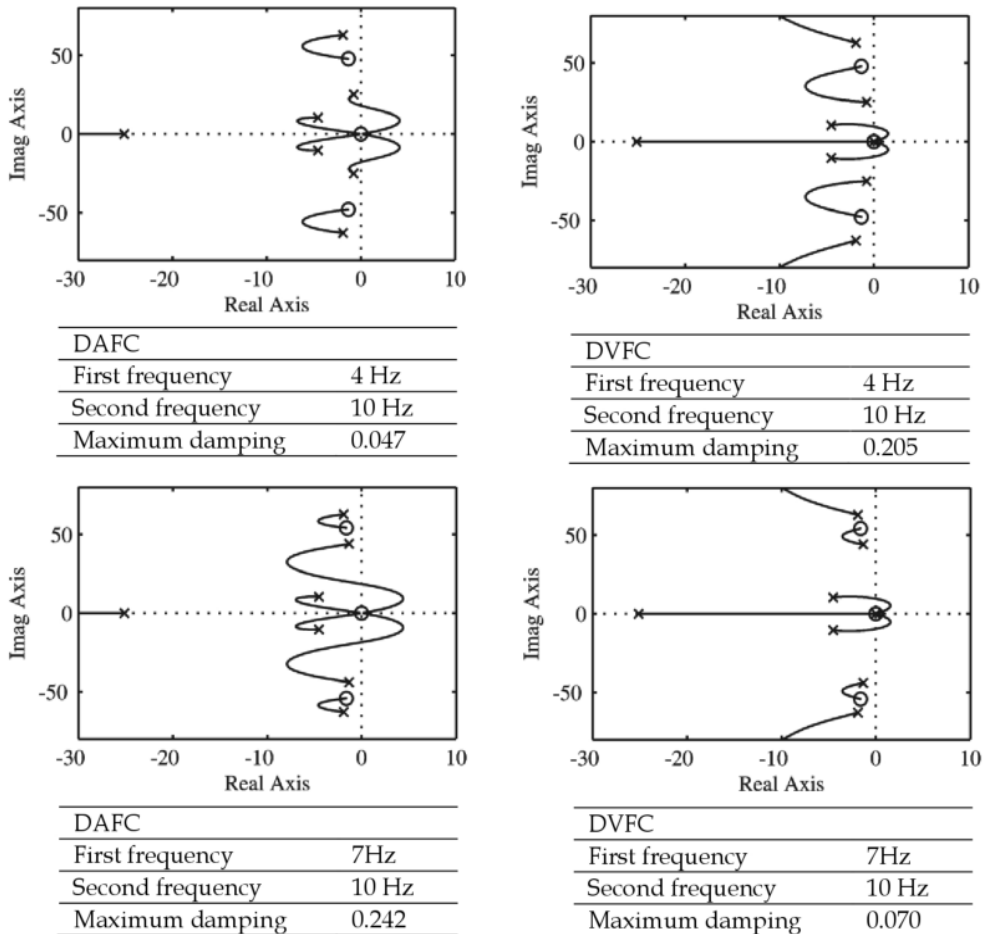 50
0
-50
Imag Axis
-30 -20 -10 0 10
Real Axis
DAFC
First frequency 4 Hz
Second frequency 10 Hz
Maximum damping 0.047
50
0
-50
Imag Axis
-30 -20 -10 0 10
Real Axis
DVFC
First frequency 4 Hz
Second frequency 10 Hz
Maximum damping 0.205
50
0
-50
Imag Axis
-30 -20 -10 0 10
Real Axis
DAFC
First frequency 7Hz
Second frequency 10 Hz
Maximum damping 0.242
50
0
-50
Imag Axis
-30 -20 -10 0 10
Real Axis
DVFC
First frequency 7Hz
Second frequency 10 Hz
Maximum damping 0.070